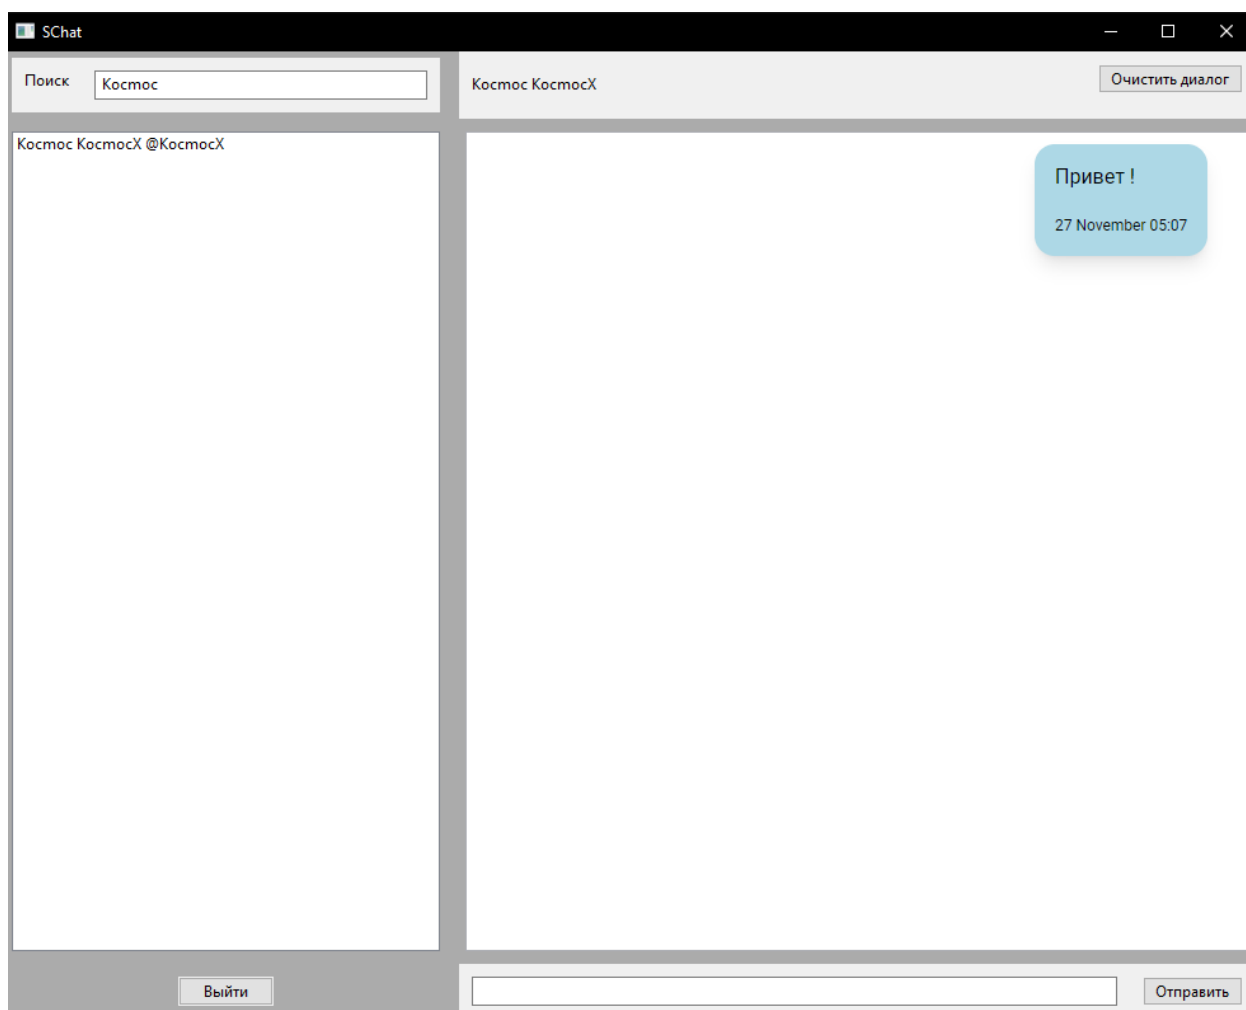 SChat
Поиск
Космос
Космос КосмосX
Очистить диалог
Космос КосмосX @КосмосX
Привет !
27 November 05:07
Выйти
Отправить